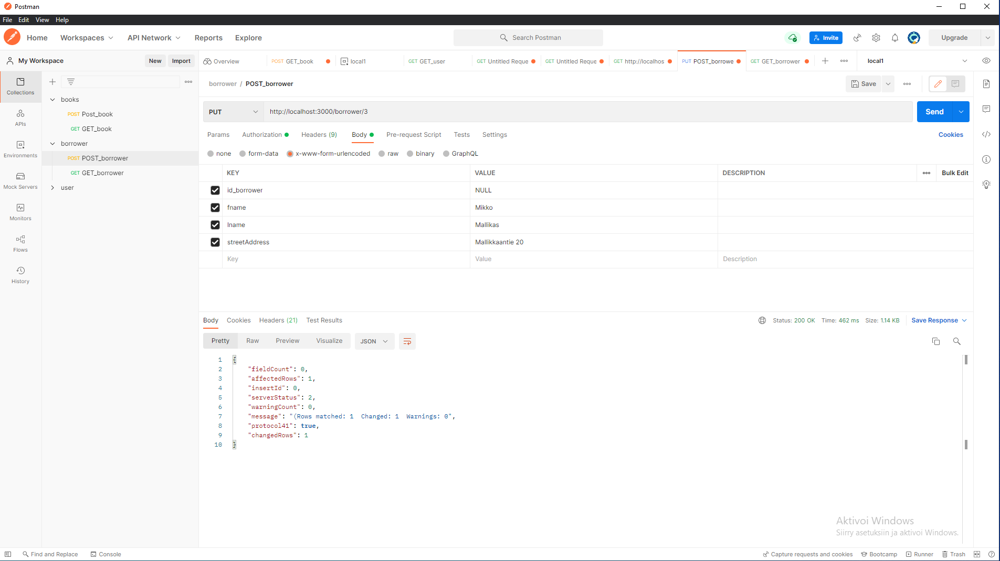 Postman
File Edit View Help
Home Workspaces API Network Reports Explore Search Postman Invite Upgrade
My Workspace New Import Overview POST GET_book local1 GET GET_user GET Untitled Reque GET Untitled Reque GET http://localhos PUT POST_borrowe GET GET_borrower local1
borrower / POST_borrower Save
Collections
APIs
Environments
Mock Servers
Monitors
Flows
History
books
POST Post_book
GET GET_book
borrower
POST POST_borrower
GET GET_borrower
user
PUT http://localhost:3000/borrower/3 Send
Params Authorization Headers (9) Body Pre-request Script Tests Settings Cookies
none form-data x-www-form-urlencoded raw binary GraphQL
KEY VALUE DESCRIPTION Bulk Edit
id_borrower NULL
fname Mikko
lname Mallikas
streetAddress Mallikkaantie 20
Key Value Description
Body Cookies Headers (21) Test Results Status: 200 OK Time: 462 ms Size: 1.14 KB Save Response
Pretty Raw Preview Visualize JSON
1 {
2 "fieldCount": 0,
3 "affectedRows": 1,
4 "insertId": 0,
5 "serverStatus": 2,
6 "warningCount": 0,
7 "message": "(Rows matched: 1  Changed: 1  Warnings: 0",
8 "protocol41": true,
9 "changedRows": 1
10 }
Aktivoi Windows
Siirry asetuksiin ja aktivoi Windows.
Find and Replace Console Capture requests and cookies Bootcamp Runner Trash